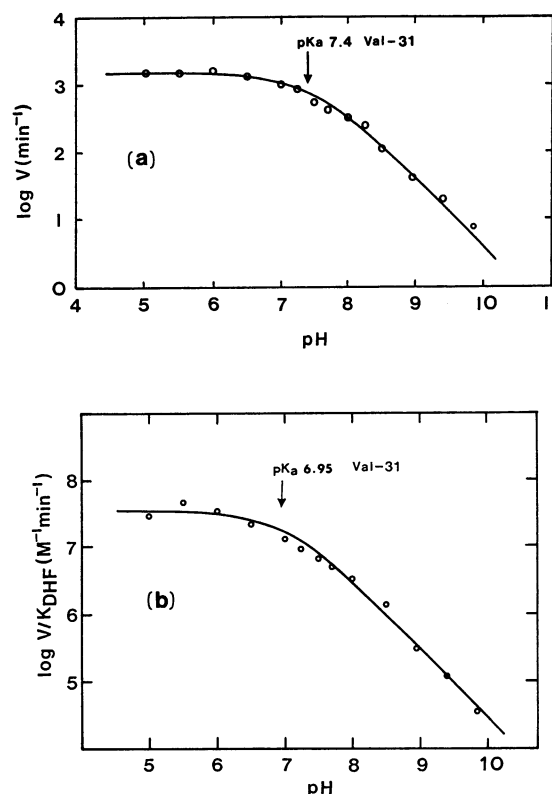 4
pKa 7.4 Val-31
3
log V (min⁻¹)
(a)
2
1
0
4 5 6 7 8 9 10 1
pH
pKa 6.95 Val-31
8
7
log V/K_DHF (M⁻¹min⁻¹)
(b)
6
5
5 6 7 8 9 10
pH